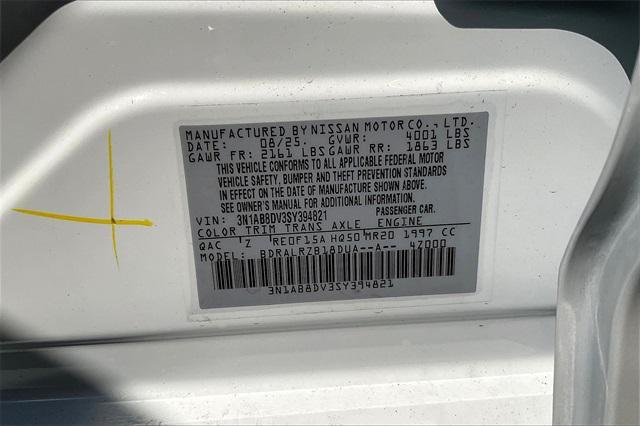 MANUFACTURED BY NISSAN MOTOR CO., LTD.
DATE: 08/25. GVWR: 4001 LBS
GAWR FR: 2161 LBS GAWR RR: 1863 LBS
THIS VEHICLE CONFORMS TO ALL APPLICABLE FEDERAL MOTOR
VEHICLE SAFETY, BUMPER AND THEFT PREVENTION STANDARDS
IN EFFECT ON THE DATE OF MANUFACTURE SHOWN ABOVE.
SEE OWNER'S MANUAL FOR ADDITIONAL INFORMATION.
VIN: 3N1AB8DV3SY394821 PASSENGER CAR.
COLOR TRIM TRANS AXLE ENGINE
QAC Z RE0F15A HQ50 MR20 1997 CC
MODEL: BDRALRZB18DUA--A-- 47000
3N1AB8DV3SY394821